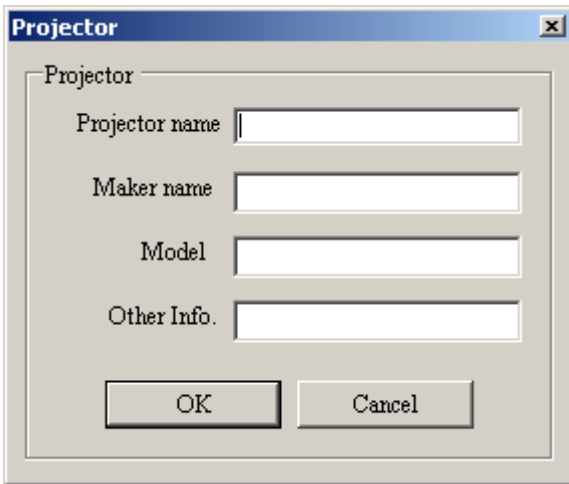 Projector
Projector
Projector name
Maker name
Model
Other Info.
OK Cancel